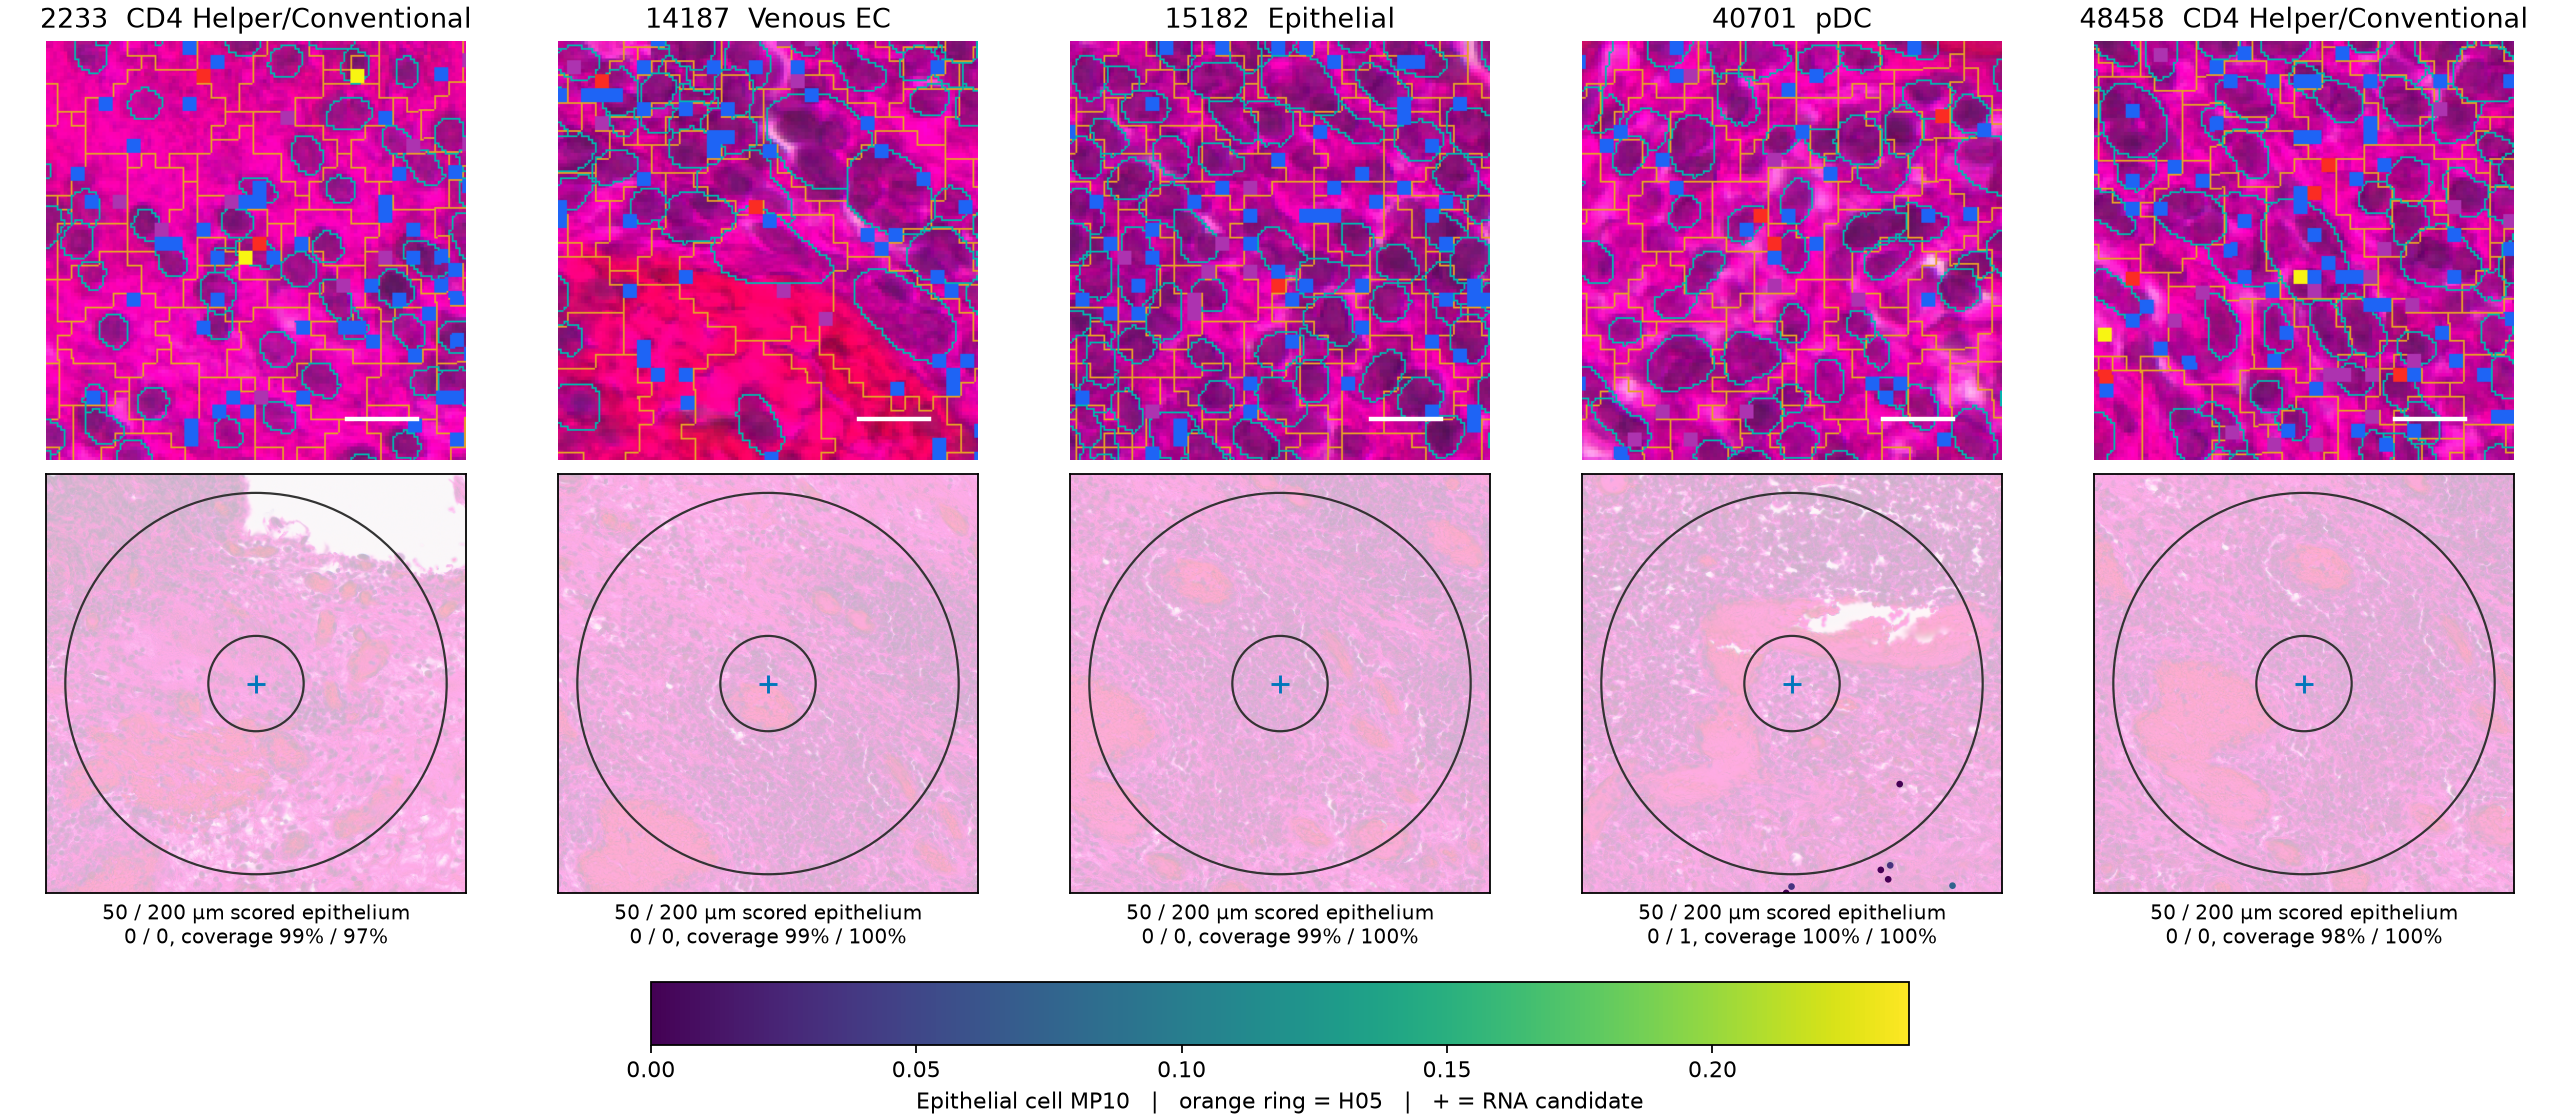 2233  CD4 Helper/Conventional
14187  Venous EC
15182  Epithelial
40701  pDC
48458  CD4 Helper/Conventional
50 / 200 µm scored epithelium
0 / 0, coverage 99% / 97%
50 / 200 µm scored epithelium
0 / 0, coverage 99% / 100%
50 / 200 µm scored epithelium
0 / 0, coverage 99% / 100%
50 / 200 µm scored epithelium
0 / 1, coverage 100% / 100%
50 / 200 µm scored epithelium
0 / 0, coverage 98% / 100%
0.00 0.05 0.10 0.15 0.20
Epithelial cell MP10   |   orange ring = H05   |   + = RNA candidate